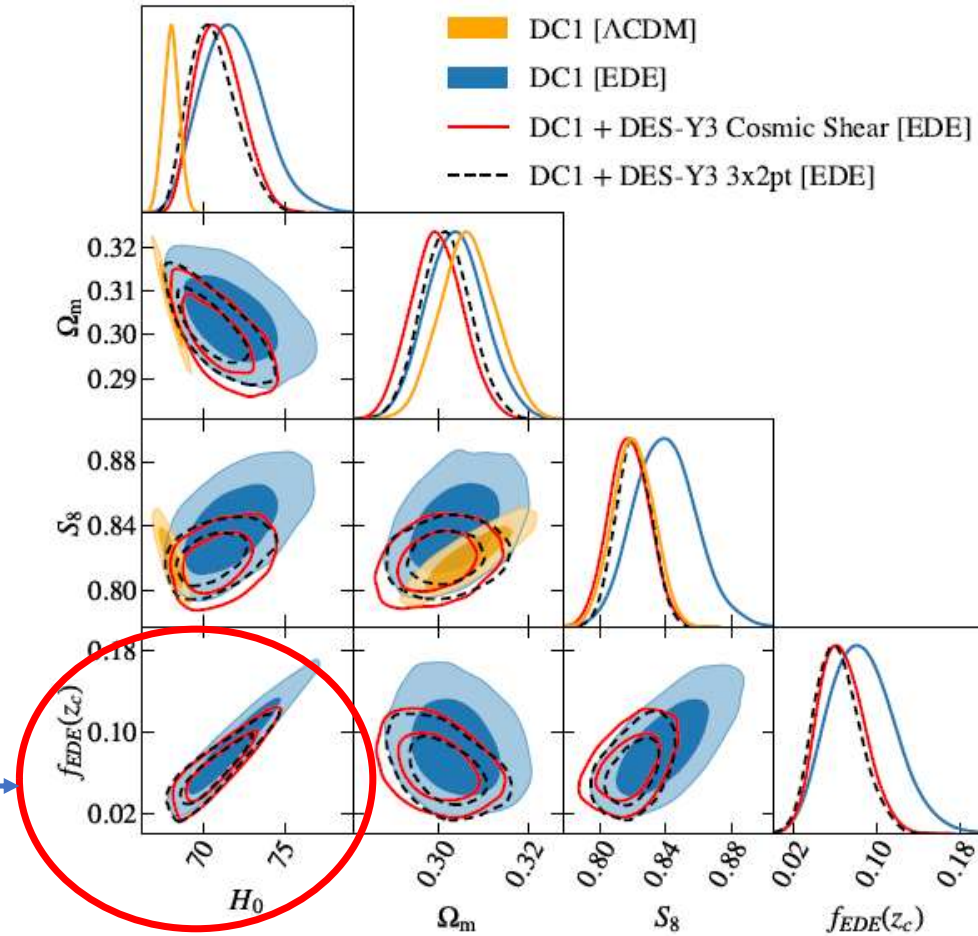 DC1 [ΛCDM]
DC1 [EDE]
DC1 + DES-Y3 Cosmic Shear [EDE]
DC1 + DES-Y3 3x2pt [EDE]
0.32
0.31
0.30
0.29
Ωm
0.88
0.84
0.80
S8
0.18
0.10
0.02
fEDE(zc)
70 75
0.30 0.32
0.80 0.84 0.88
0.02 0.10 0.18
H0
Ωm
S8
fEDE(zc)